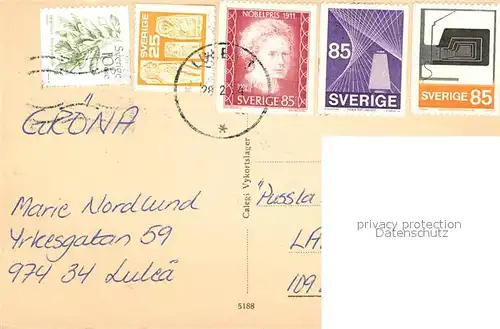 Sverige 10
SVERIGE 25
NOBELPRIS 1911
SVERIGE 85
85
SVERIGE
SVERIGE 85
GRÖNA
Marie Nordlund
Yrkesgatan 59
974 34 Luleå
Calegi Vykortslager
5188
"Pussla
LA
109
privacy protection
Datenschutz